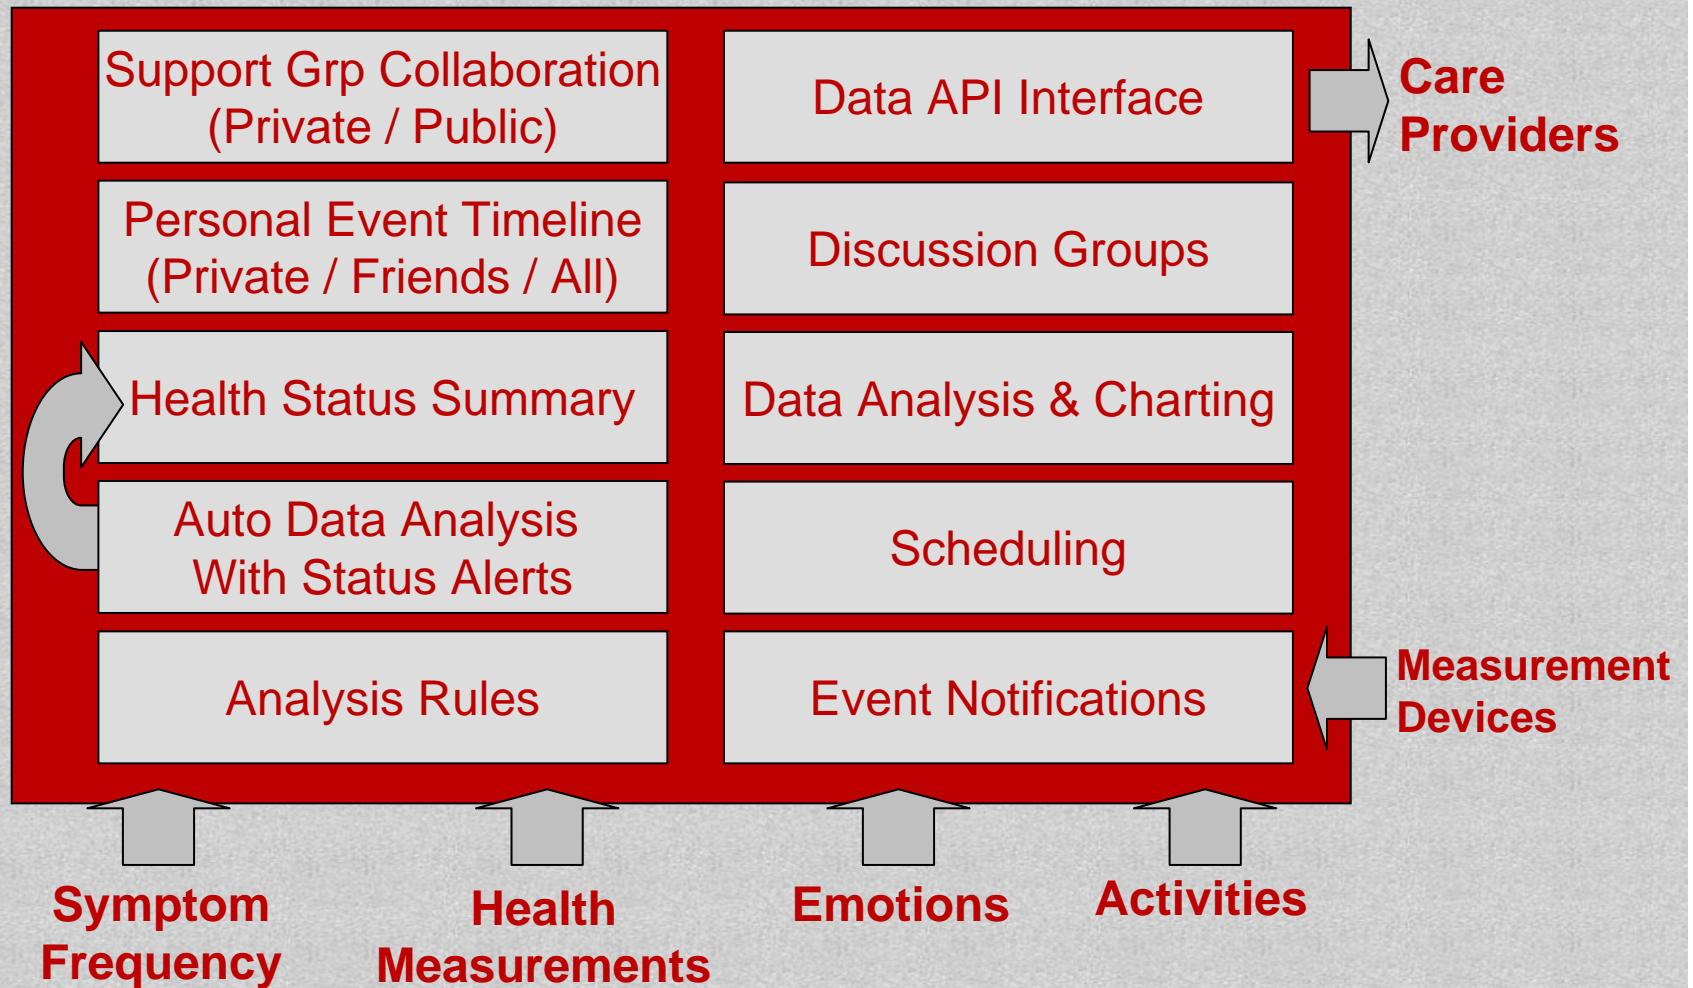 Support Grp Collaboration
(Private / Public)
Data API Interface
Care
Providers
Personal Event Timeline
(Private / Friends / All)
Discussion Groups
Health Status Summary
Data Analysis & Charting
Auto Data Analysis
With Status Alerts
Scheduling
Analysis Rules
Event Notifications
Measurement
Devices
Symptom
Frequency
Health
Measurements
Emotions
Activities